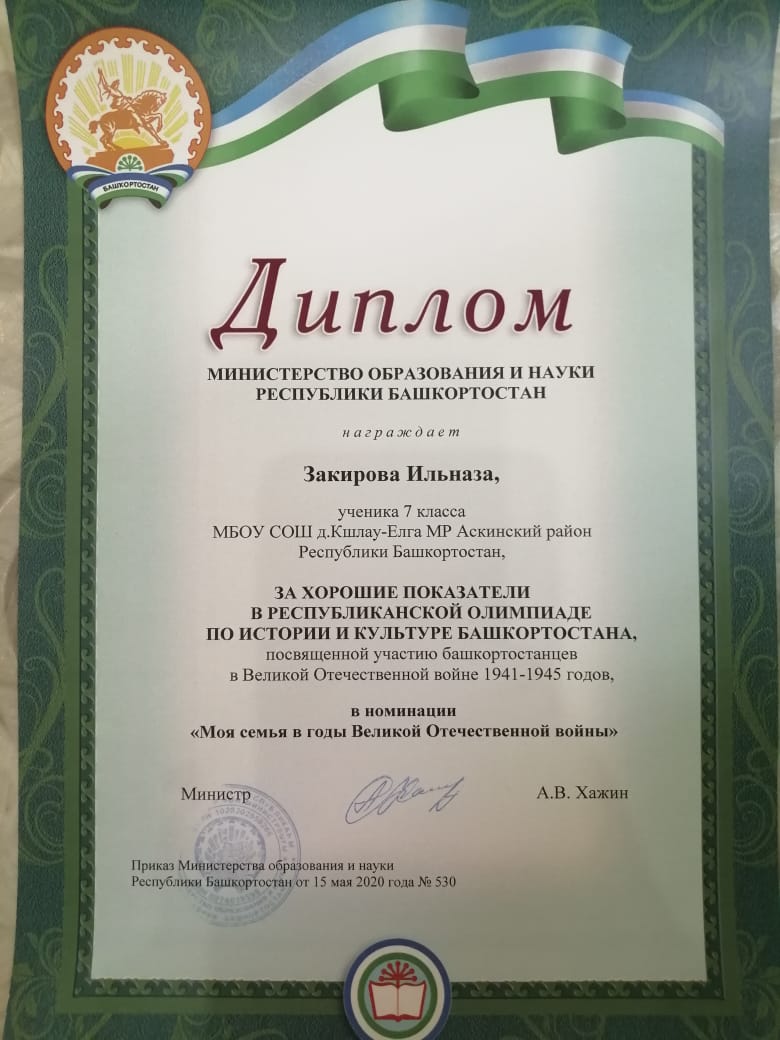 БАШКОРТОСТАН
Диплом
МИНИСТЕРСТВО ОБРАЗОВАНИЯ И НАУКИ
РЕСПУБЛИКИ БАШКОРТОСТАН
награждает
Закирова Ильназа,
ученика 7 класса
МБОУ СОШ д.Кшлау-Елга МР Аскинский район
Республики Башкортостан,
ЗА ХОРОШИЕ ПОКАЗАТЕЛИ
В РЕСПУБЛИКАНСКОЙ ОЛИМПИАДЕ
ПО ИСТОРИИ И КУЛЬТУРЕ БАШКОРТОСТАНА,
посвященной участию башкортостанцев
в Великой Отечественной войне 1941-1945 годов,
в номинации
«Моя семья в годы Великой Отечественной войны»
Министр А.В. Хажин
Приказ Министерства образования и науки
Республики Башкортостан от 15 мая 2020 года № 530